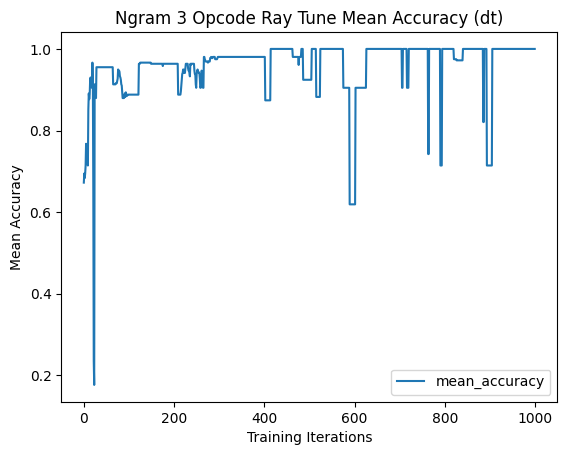 Ngram 3 Opcode Ray Tune Mean Accuracy (dt)
1.0
0.8
0.6
0.4
0.2
Mean Accuracy
mean_accuracy
0 200 400 600 800 1000
Training Iterations